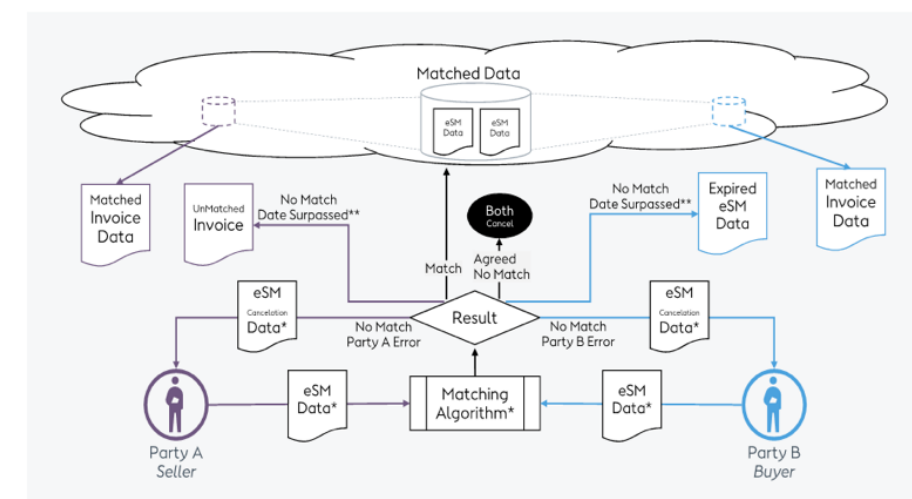 Matched Data
eSM
Data
eSM
Data
Matched
Invoice
Data
UnMatched
Invoice
No Match
Date Surpassed**
Both
Cancel
No Match
Date Surpassed**
Expired
eSM
Data
Matched
Invoice
Data
Match
Agreed
No Match
eSM
Cancelation
Data*
No Match
Party A Error
Result
No Match
Party B Error
eSM
Cancelation
Data*
eSM
Data*
Matching
Algorithm*
eSM
Data*
Party A
Seller
Party B
Buyer